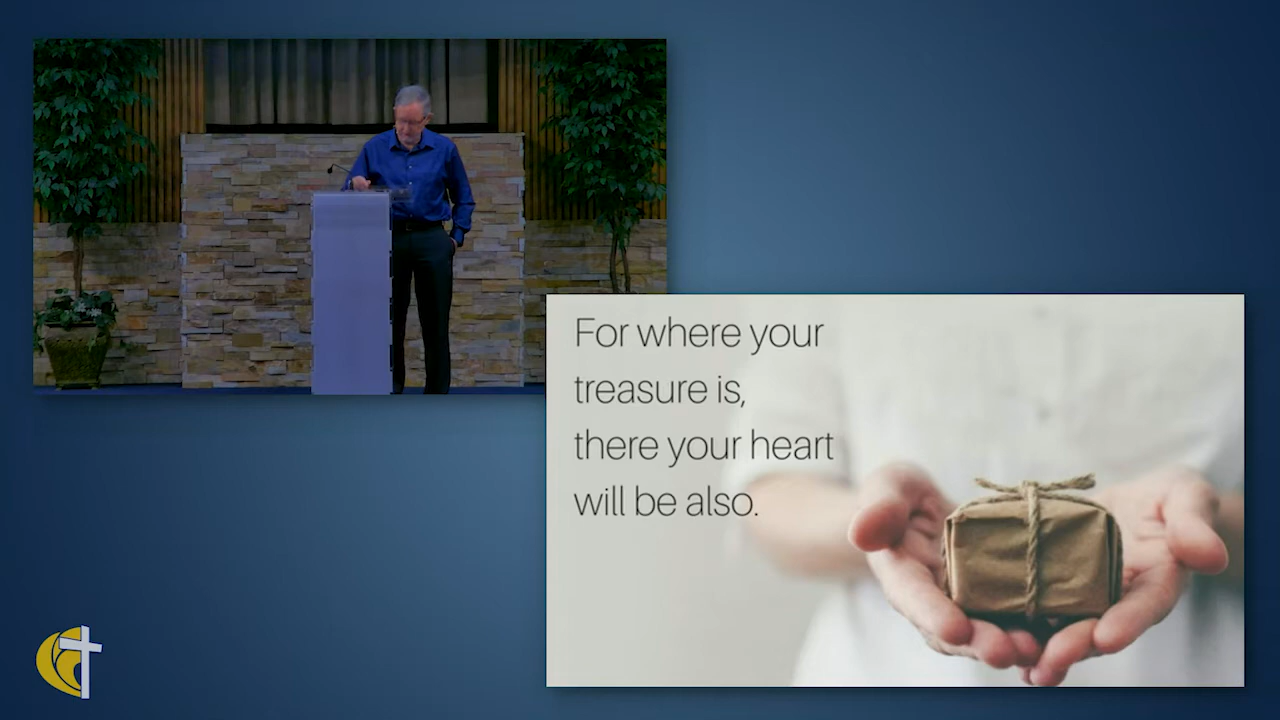 For where your
treasure is,
there your heart
will be also.